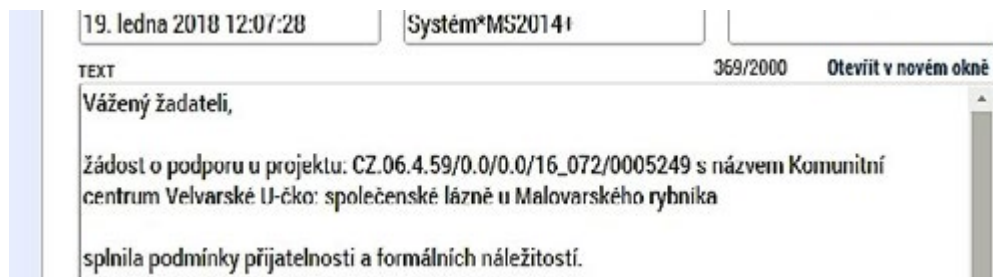 19. ledna 2018 12:07:28
Systém*MS2014+
TEXT
369/2000
Otevřít v novém okně
Vážený žadateli,
žádost o podporu u projektu: CZ.06.4.59/0.0/0.0/16_072/0005249 s názvem Komunitní
centrum Velvarské U-čko: společenské lázně u Malovarského rybníka
splnila podmínky přijatelnosti a formálních náležitostí.